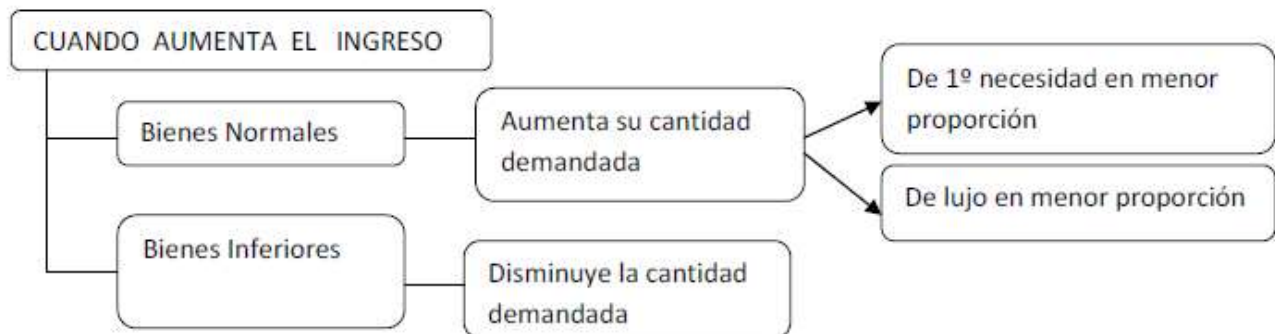 CUANDO AUMENTA EL INGRESO
Bienes Normales
Aumenta su cantidad
demandada
De 1º necesidad en menor
proporción
De lujo en menor proporción
Bienes Inferiores
Disminuye la cantidad
demandada